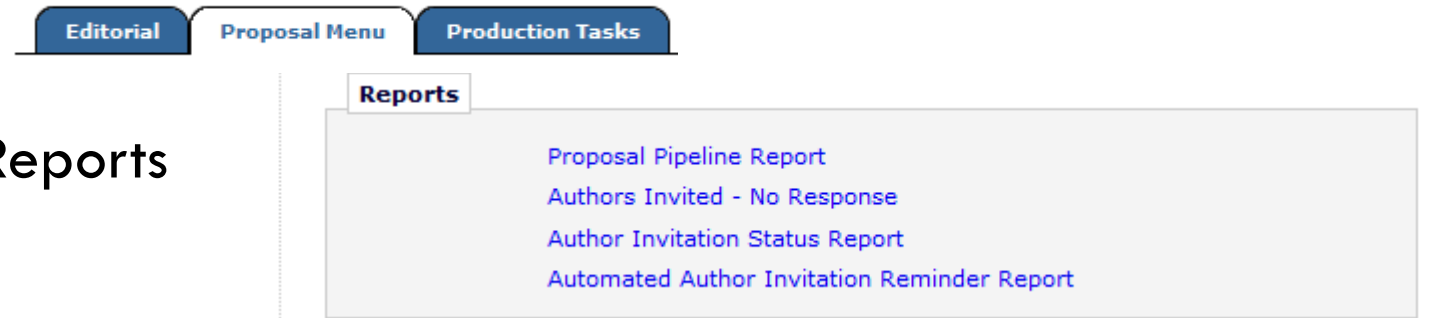 Editorial Proposal Menu Production Tasks
Reports
Reports
Proposal Pipeline Report
Authors Invited - No Response
Author Invitation Status Report
Automated Author Invitation Reminder Report